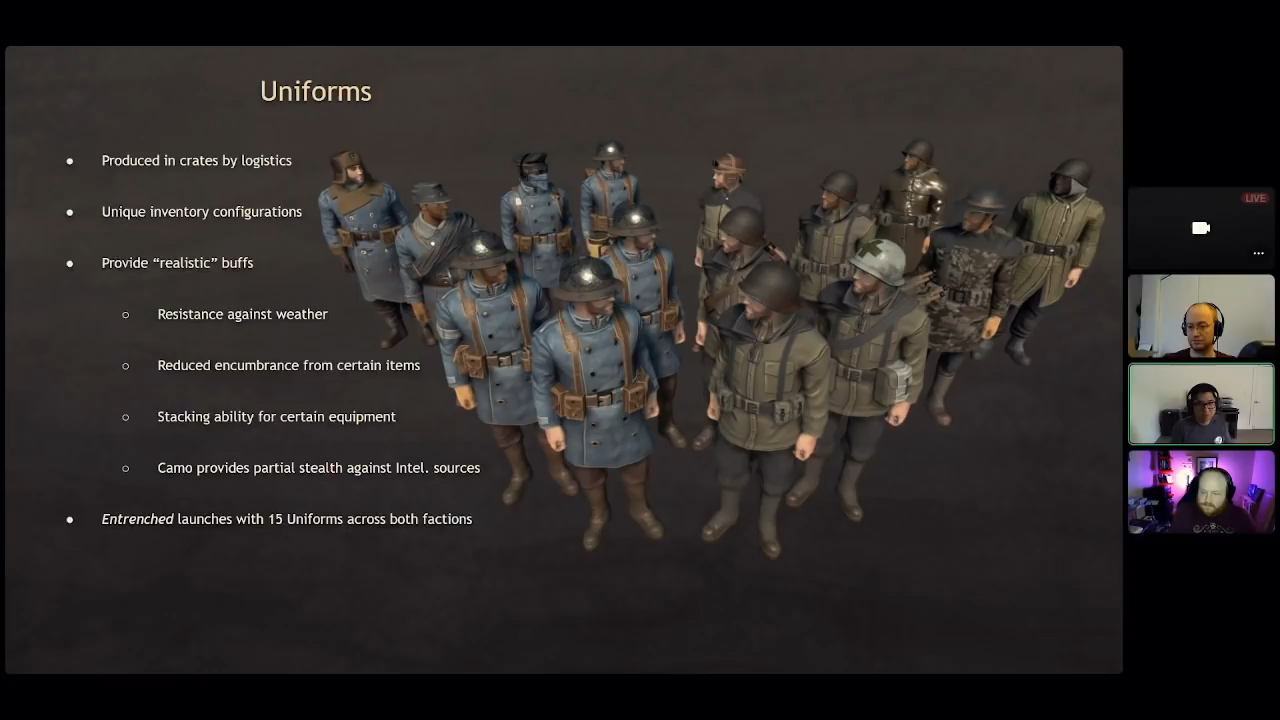 Uniforms
● Produced in crates by logistics
● Unique inventory configurations
● Provide “realistic” buffs
○ Resistance against weather
○ Reduced encumbrance from certain items
○ Stacking ability for certain equipment
○ Camo provides partial stealth against Intel. sources
● Entrenched launches with 15 Uniforms across both factions
LIVE